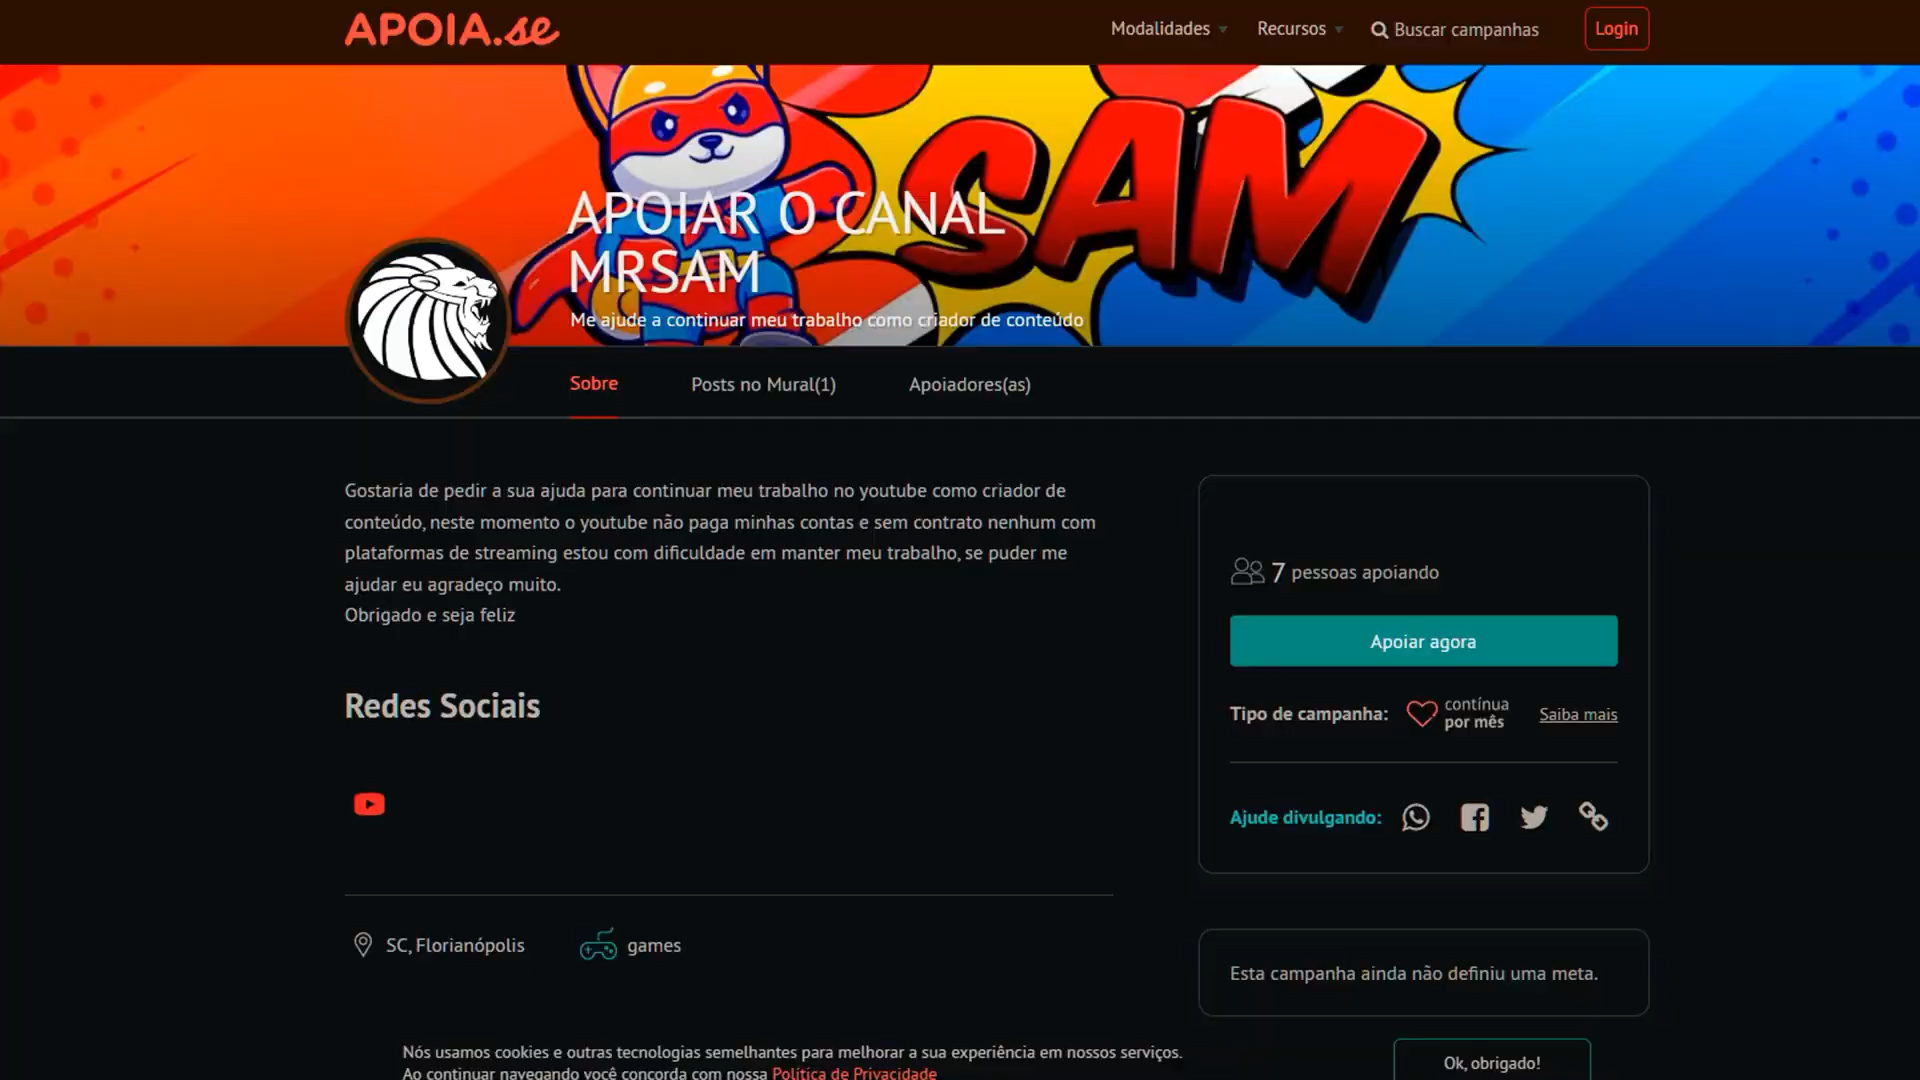 APOIA.se
Modalidades
Recursos
Buscar campanhas
Login
SAM
APOIAR O CANAL
MRSAM
Me ajude a continuar meu trabalho como criador de conteúdo
Sobre
Posts no Mural(1)
Apoiadores(as)
Gostaria de pedir a sua ajuda para continuar meu trabalho no youtube como criador de
conteúdo, neste momento o youtube não paga minhas contas e sem contrato nenhum com
plataformas de streaming estou com dificuldade em manter meu trabalho, se puder me
ajudar eu agradeço muito.
Obrigado e seja feliz
Redes Sociais
SC, Florianópolis
games
7 pessoas apoiando
Apoiar agora
Tipo de campanha:
contínua
por mês
Saiba mais
Ajude divulgando:
Esta campanha ainda não definiu uma meta.
Nós usamos cookies e outras tecnologias semelhantes para melhorar a sua experiência em nossos serviços.
Ao continuar navegando você concorda com nossa Política de Privacidade
Ok, obrigado!